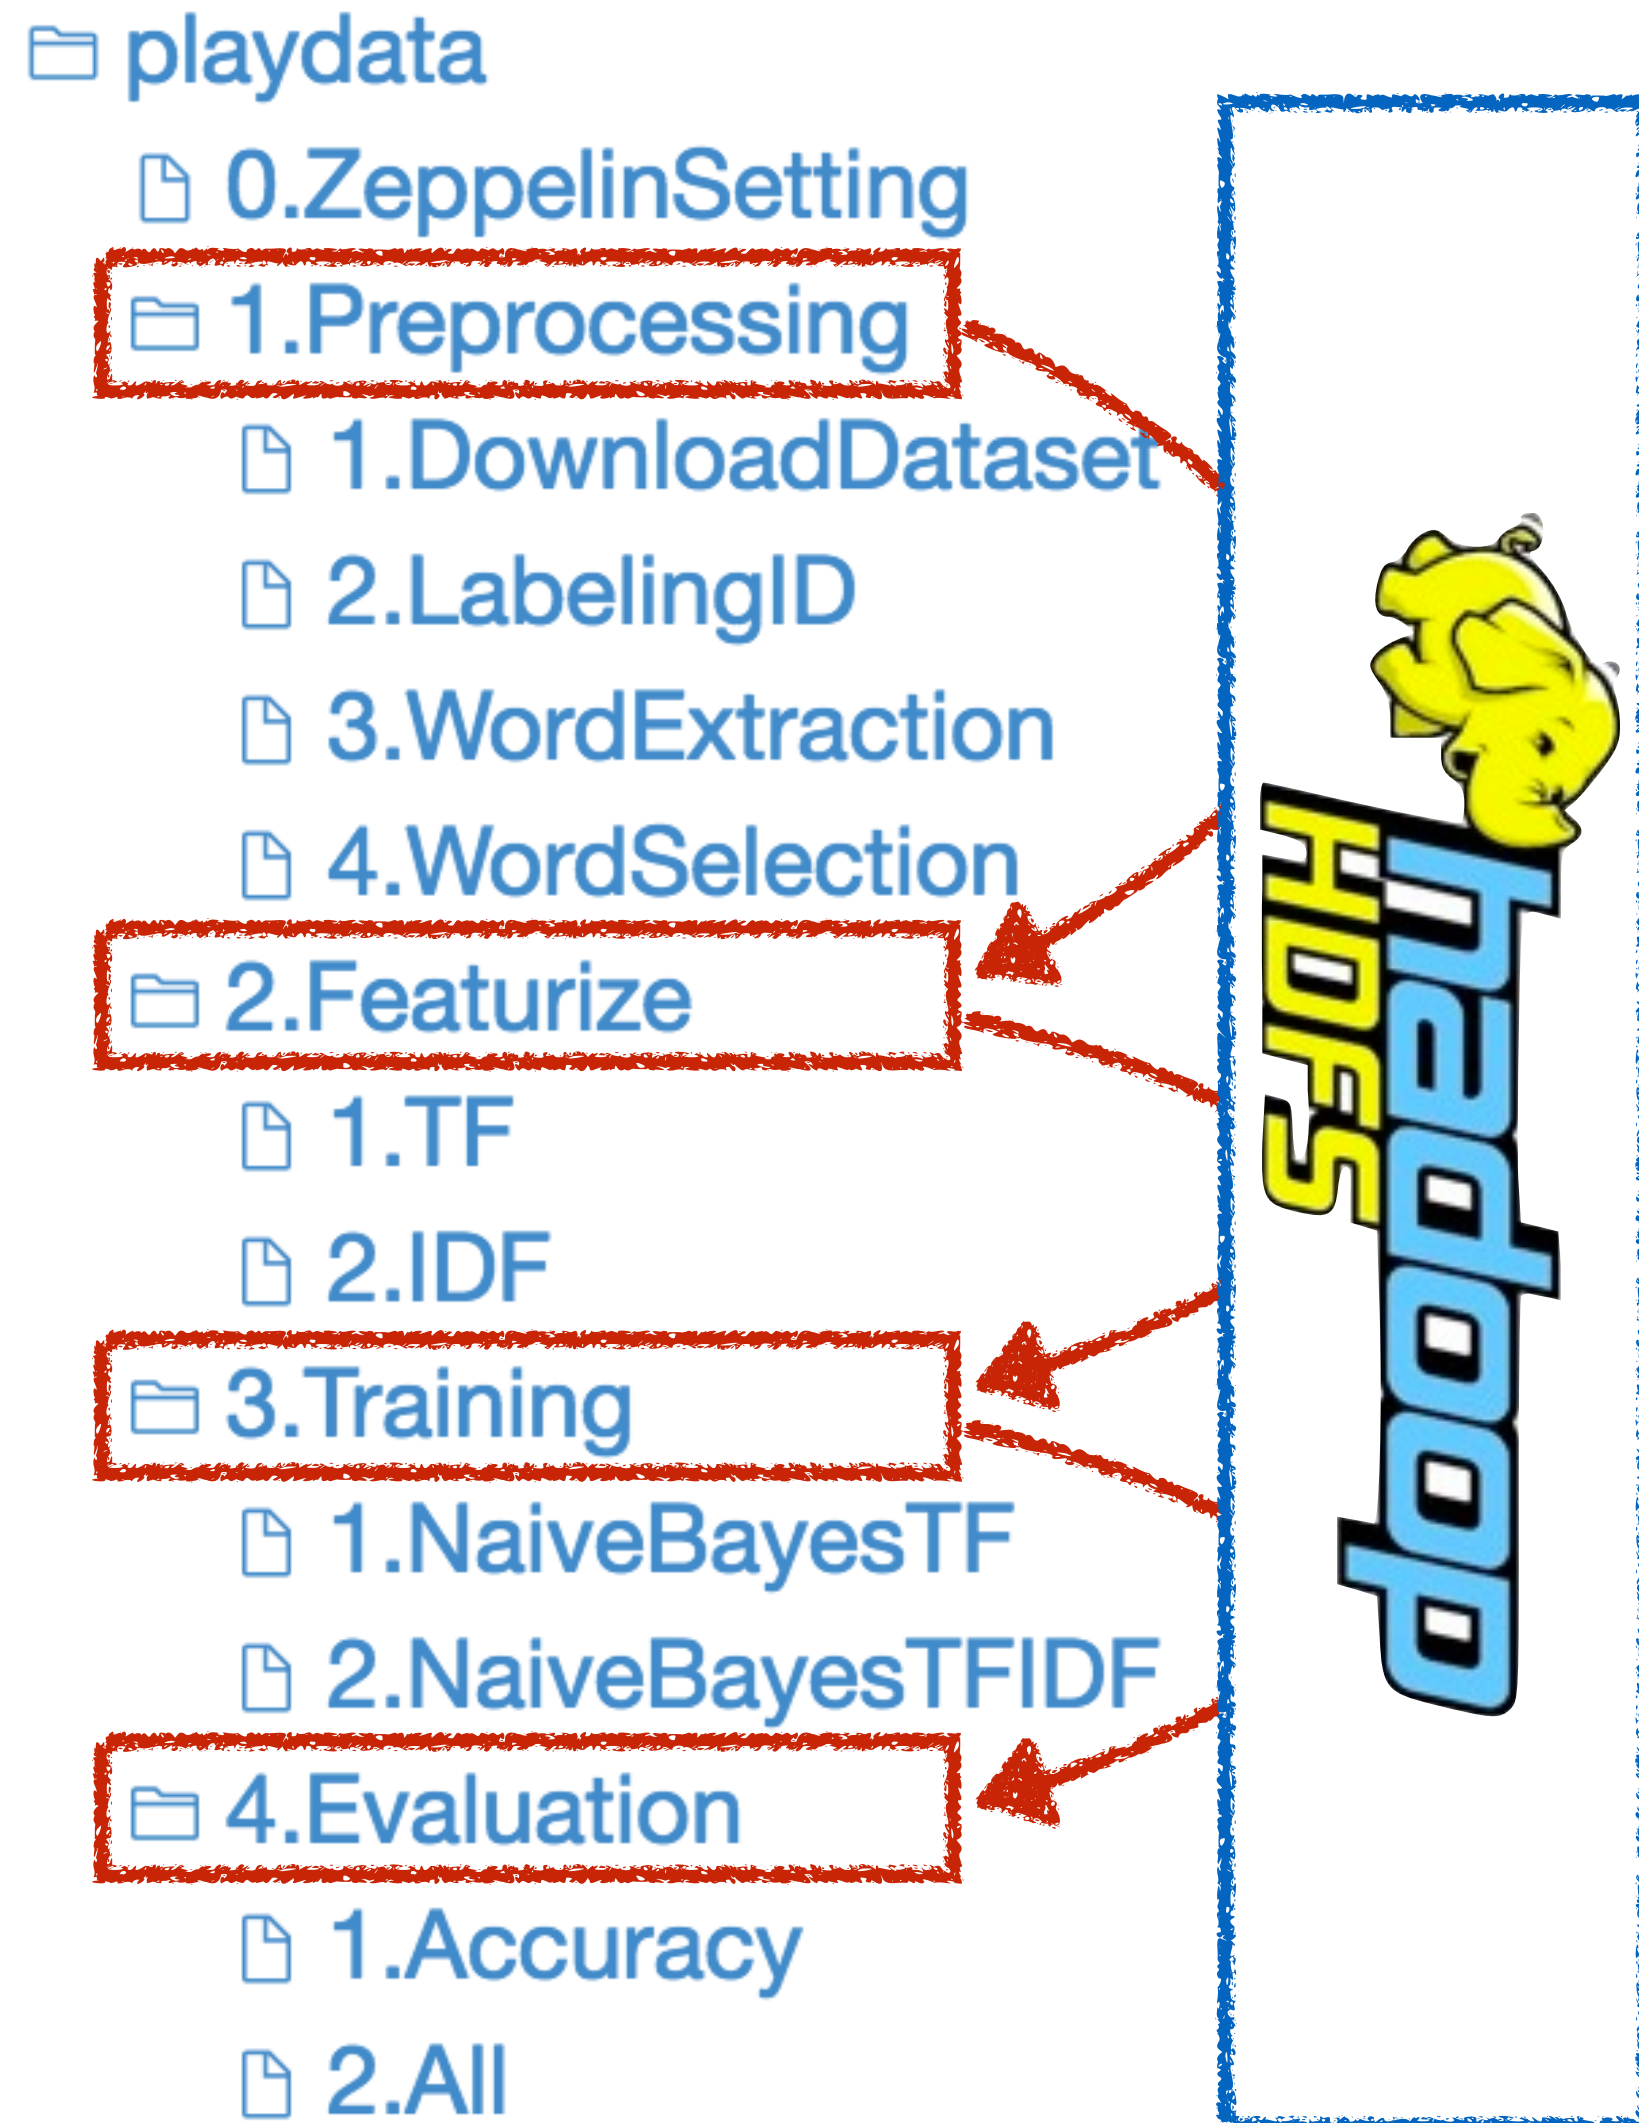 playdata
0.ZeppelinSetting
1.Preprocessing
1.DownloadDataset
2.LabelingID
3.WordExtraction
4.WordSelection
2.Featurize
1.TF
2.IDF
3.Training
1.NaiveBayesTF
2.NaiveBayesTFIDF
4.Evaluation
1.Accuracy
2.All
hadoop
HDFS